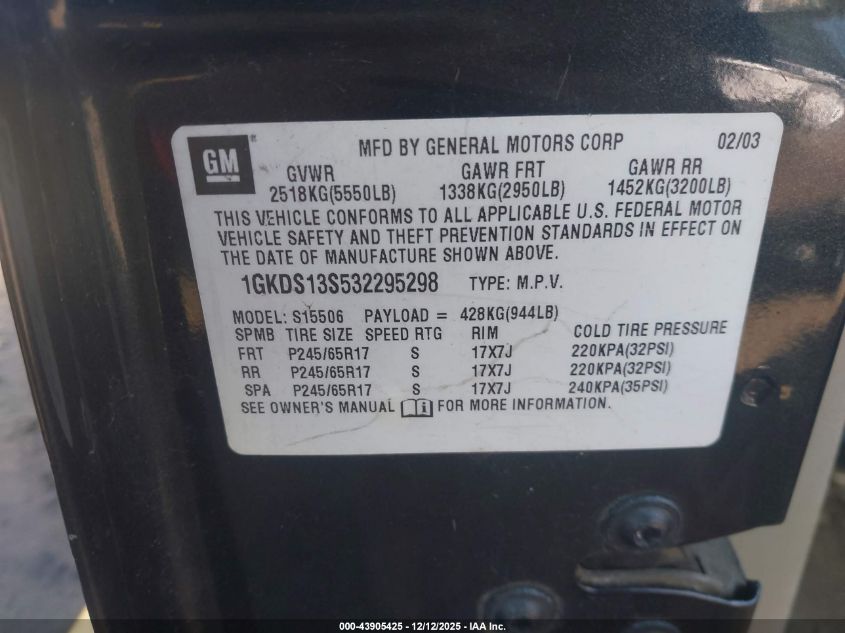 GM
MFD BY GENERAL MOTORS CORP 02/03
GVWR GAWR FRT GAWR RR
2518KG(5550LB) 1338KG(2950LB) 1452KG(3200LB)
THIS VEHICLE CONFORMS TO ALL APPLICABLE U.S. FEDERAL MOTOR
VEHICLE SAFETY AND THEFT PREVENTION STANDARDS IN EFFECT ON
THE DATE OF MANUFACTURE SHOWN ABOVE.
1GKDS13S532295298 TYPE: M.P.V.
MODEL: S15506 PAYLOAD = 428KG(944LB)
SPMB TIRE SIZE SPEED RTG RIM COLD TIRE PRESSURE
FRT P245/65R17 S 17X7J 220KPA(32PSI)
RR P245/65R17 S 17X7J 220KPA(32PSI)
SPA P245/65R17 S 17X7J 240KPA(35PSI)
SEE OWNER'S MANUAL i FOR MORE INFORMATION.
000-43905425 - 12/12/2025 - IAA Inc.